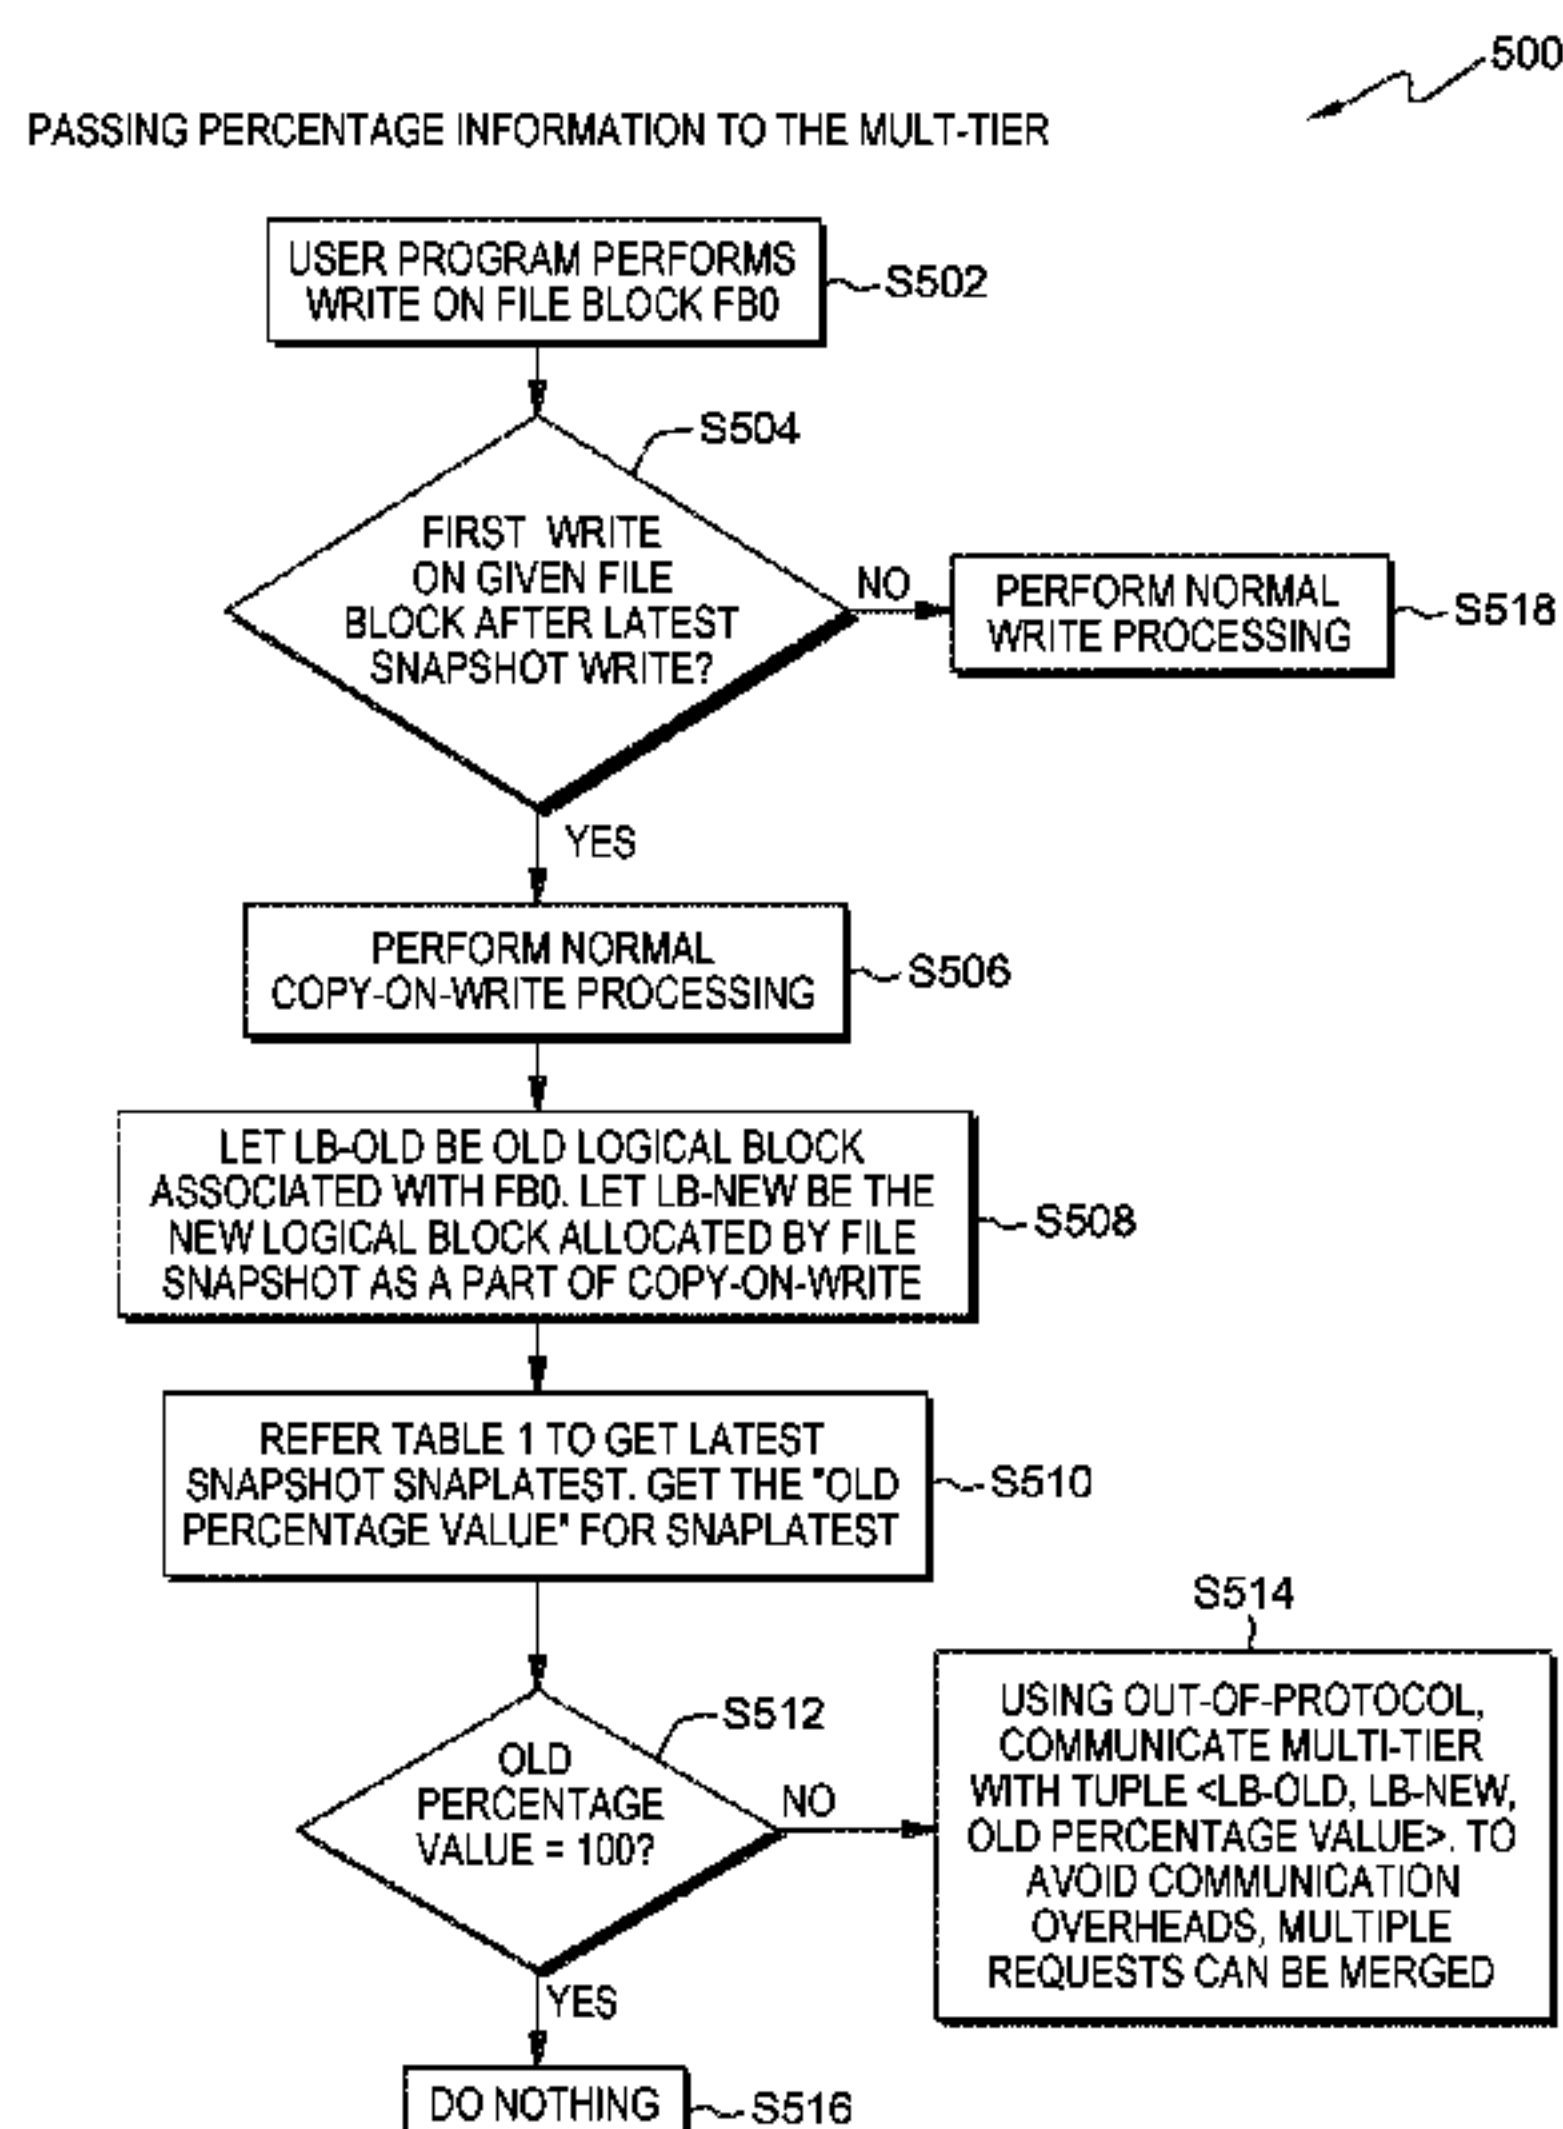 500
PASSING PERCENTAGE INFORMATION TO THE MULT-TIER
USER PROGRAM PERFORMS
WRITE ON FILE BLOCK FB0
S502
S504
FIRST WRITE
ON GIVEN FILE
BLOCK AFTER LATEST
SNAPSHOT WRITE?
NO
PERFORM NORMAL
WRITE PROCESSING
S518
YES
PERFORM NORMAL
COPY-ON-WRITE PROCESSING
S506
LET LB-OLD BE OLD LOGICAL BLOCK
ASSOCIATED WITH FB0. LET LB-NEW BE THE
NEW LOGICAL BLOCK ALLOCATED BY FILE
SNAPSHOT AS A PART OF COPY-ON-WRITE
S508
REFER TABLE 1 TO GET LATEST
SNAPSHOT SNAPLATEST. GET THE "OLD
PERCENTAGE VALUE" FOR SNAPLATEST
S510
S512
OLD
PERCENTAGE
VALUE = 100?
NO
S514
USING OUT-OF-PROTOCOL,
COMMUNICATE MULTI-TIER
WITH TUPLE <LB-OLD, LB-NEW,
OLD PERCENTAGE VALUE>. TO
AVOID COMMUNICATION
OVERHEADS, MULTIPLE
REQUESTS CAN BE MERGED
YES
DO NOTHING
S516